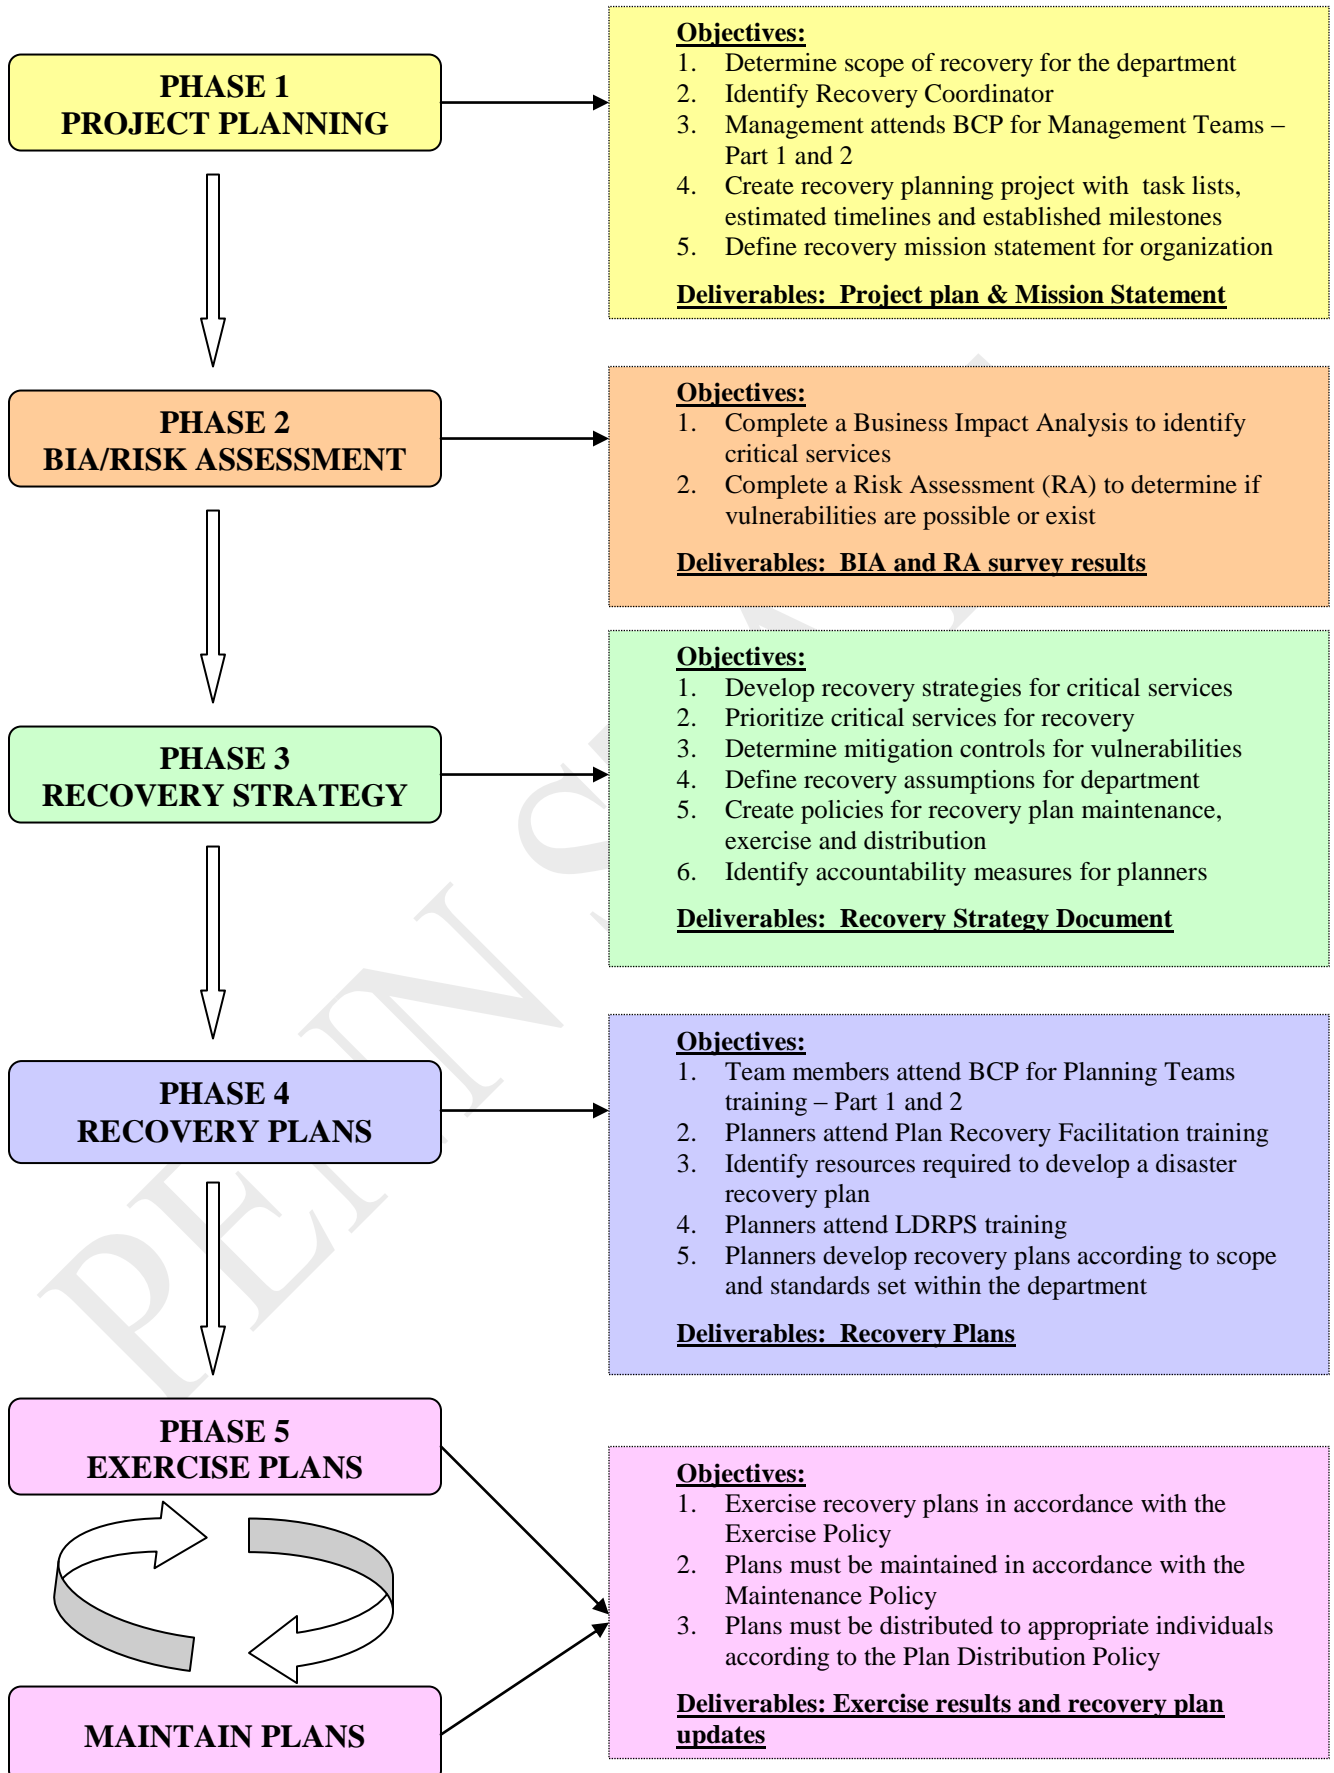 PHASE 1
PROJECT PLANNING
Objectives:
1. Determine scope of recovery for the department
2. Identify Recovery Coordinator
3. Management attends BCP for Management Teams –
Part 1 and 2
4. Create recovery planning project with task lists,
estimated timelines and established milestones
5. Define recovery mission statement for organization
Deliverables: Project plan & Mission Statement
PHASE 2
BIA/RISK ASSESSMENT
Objectives:
1. Complete a Business Impact Analysis to identify
critical services
2. Complete a Risk Assessment (RA) to determine if
vulnerabilities are possible or exist
Deliverables: BIA and RA survey results
PHASE 3
RECOVERY STRATEGY
Objectives:
1. Develop recovery strategies for critical services
2. Prioritize critical services for recovery
3. Determine mitigation controls for vulnerabilities
4. Define recovery assumptions for department
5. Create policies for recovery plan maintenance,
exercise and distribution
6. Identify accountability measures for planners
Deliverables: Recovery Strategy Document
PHASE 4
RECOVERY PLANS
Objectives:
1. Team members attend BCP for Planning Teams
training – Part 1 and 2
2. Planners attend Plan Recovery Facilitation training
3. Identify resources required to develop a disaster
recovery plan
4. Planners attend LDRPS training
5. Planners develop recovery plans according to scope
and standards set within the department
Deliverables: Recovery Plans
PHASE 5
EXERCISE PLANS
MAINTAIN PLANS
Objectives:
1. Exercise recovery plans in accordance with the
Exercise Policy
2. Plans must be maintained in accordance with the
Maintenance Policy
3. Plans must be distributed to appropriate individuals
according to the Plan Distribution Policy
Deliverables: Exercise results and recovery plan
updates
PENN